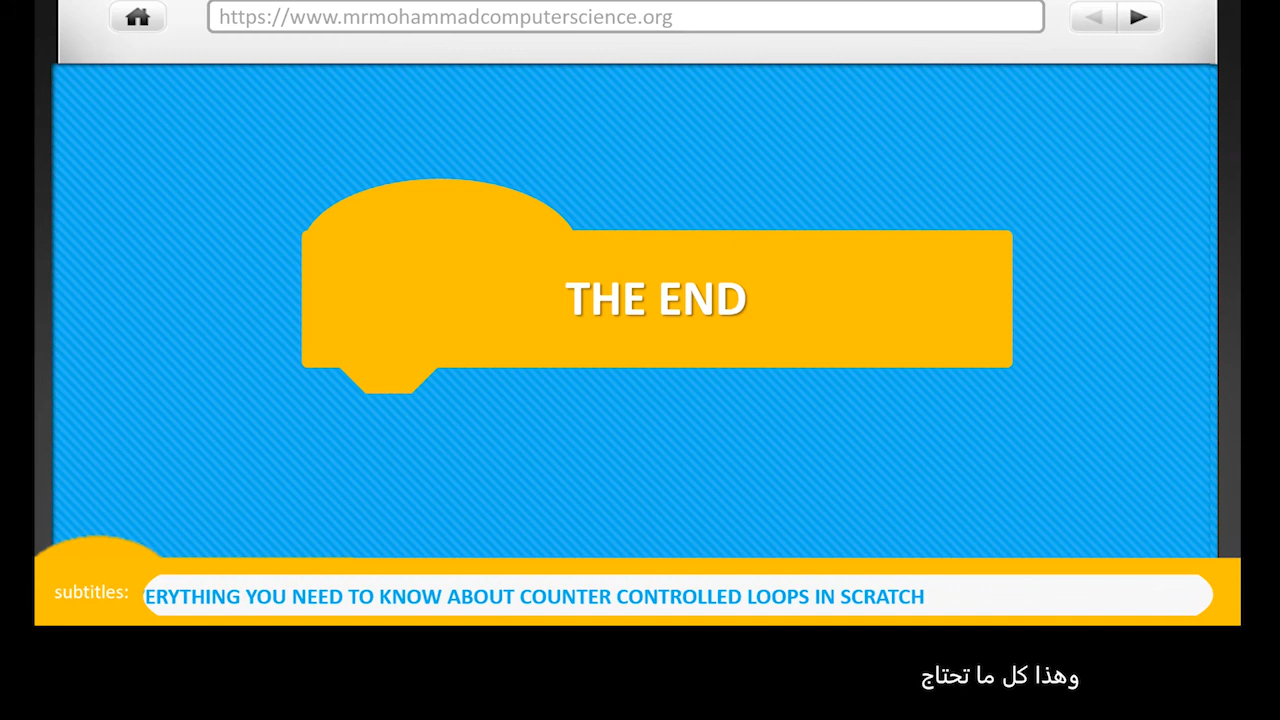 https://www.mrmohammadcomputerscience.org
THE END
subtitles:
ERYTHING YOU NEED TO KNOW ABOUT COUNTER CONTROLLED LOOPS IN SCRATCH
وهذا كل ما تحتاج